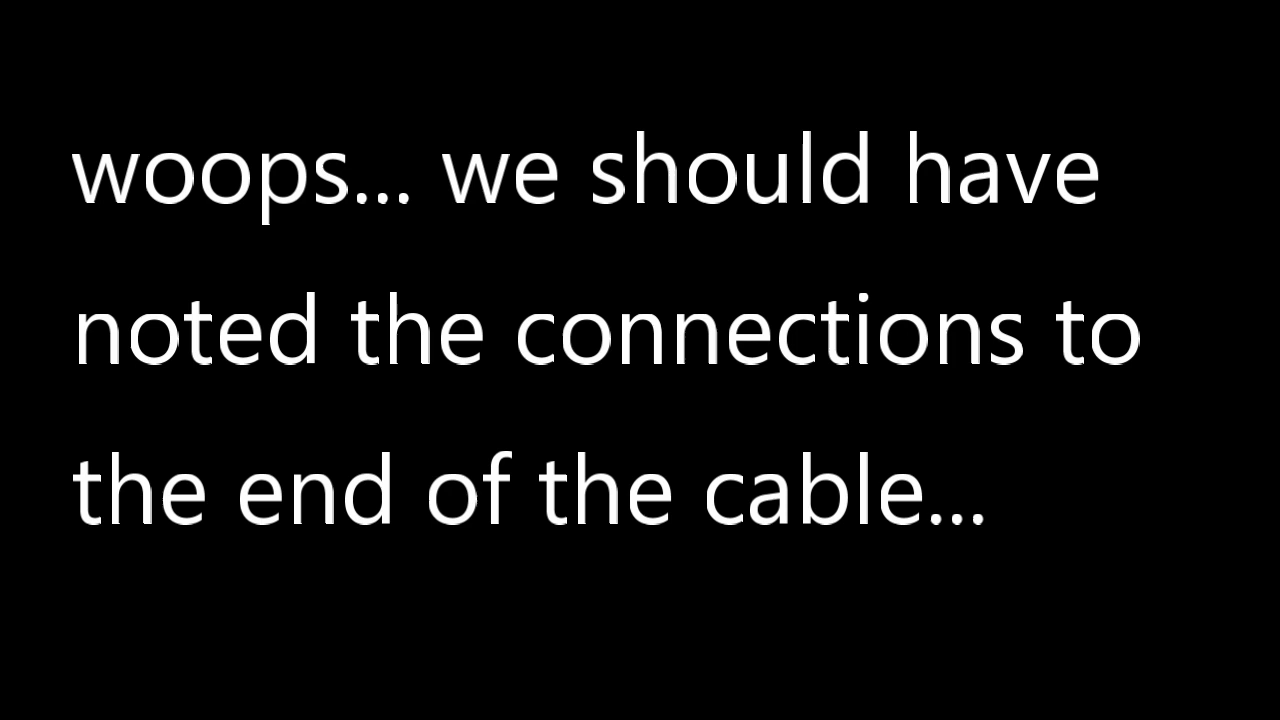 woops... we should have
noted the connections to
the end of the cable...